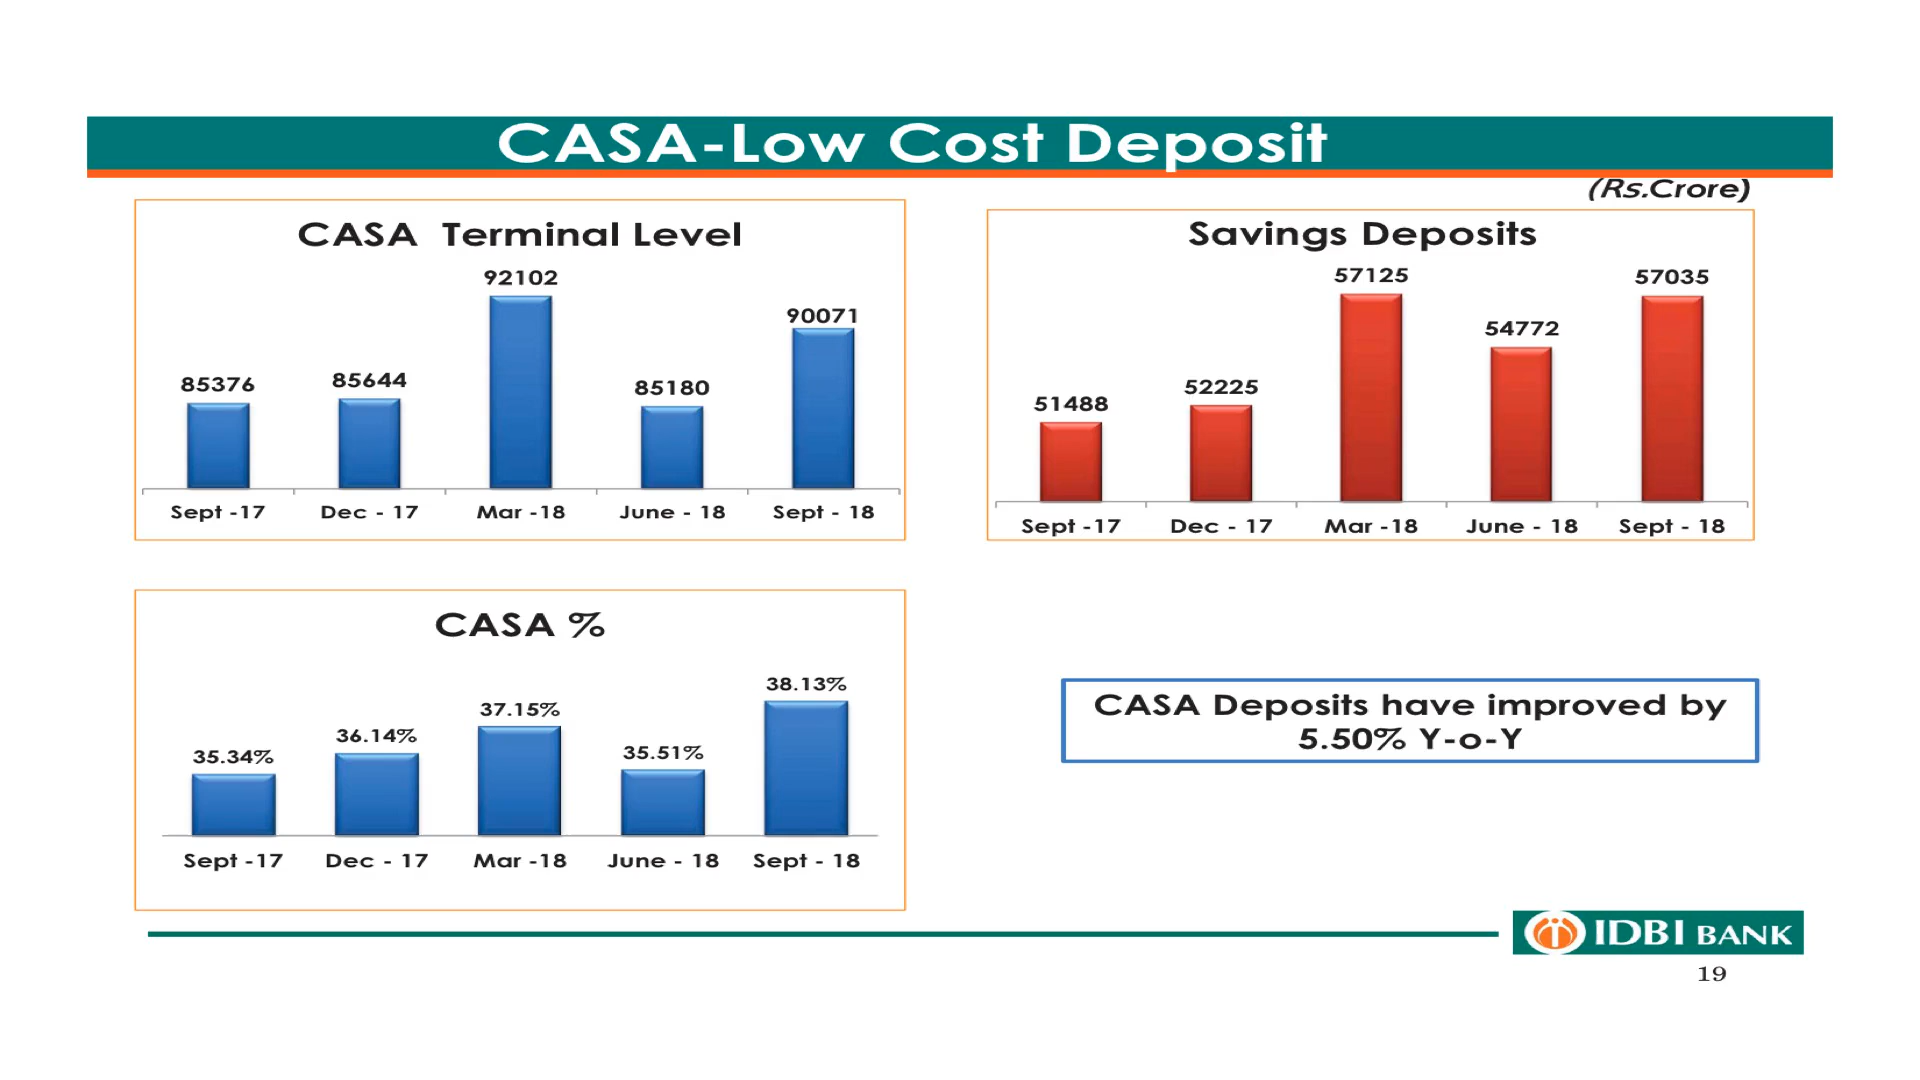 CASA-Low Cost Deposit
(Rs.Crore)
CASA Terminal Level
92102
90071
85376
85644
85180
Sept -17 Dec - 17 Mar -18 June - 18 Sept - 18
Savings Deposits
57125
57035
54772
52225
51488
Sept -17 Dec - 17 Mar -18 June - 18 Sept - 18
CASA %
38.13%
37.15%
36.14%
35.34%
35.51%
Sept -17 Dec - 17 Mar -18 June - 18 Sept - 18
CASA Deposits have improved by
5.50% Y-o-Y
IDBI BANK
19